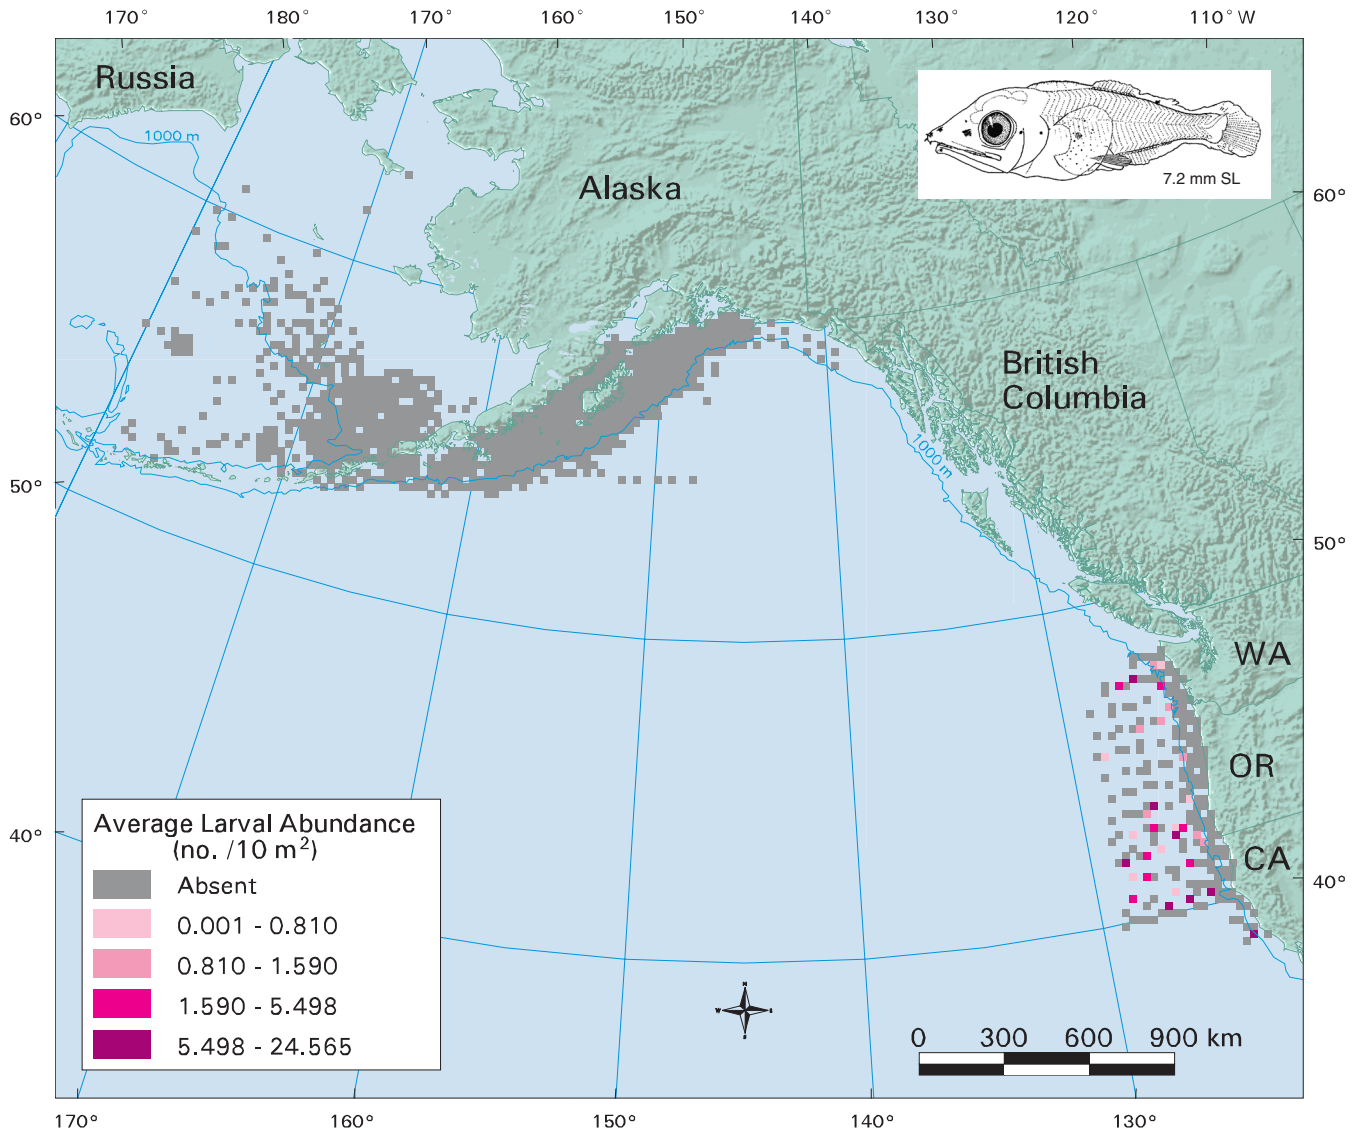 170° 180° 170° 160° 150° 140° 130° 120° 110° W
Russia
1000 m
60°
Alaska
7.2 mm SL
60°
British
Columbia
1000 m
50°
50°
WA
OR
CA
40°
40°
Average Larval Abundance
(no. /10 m²)
Absent
0.001 - 0.810
0.810 - 1.590
1.590 - 5.498
5.498 - 24.565
N
W
S
0 300 600 900 km
170° 160° 150° 140° 130°